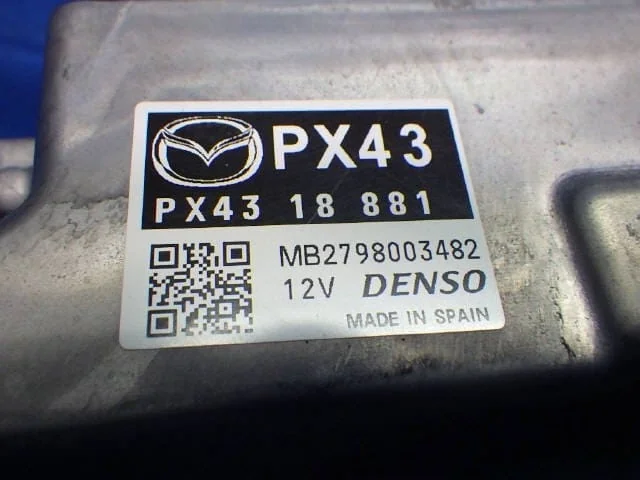 PX43
PX43 18 881
MB2798003482
12V DENSO
MADE IN SPAIN